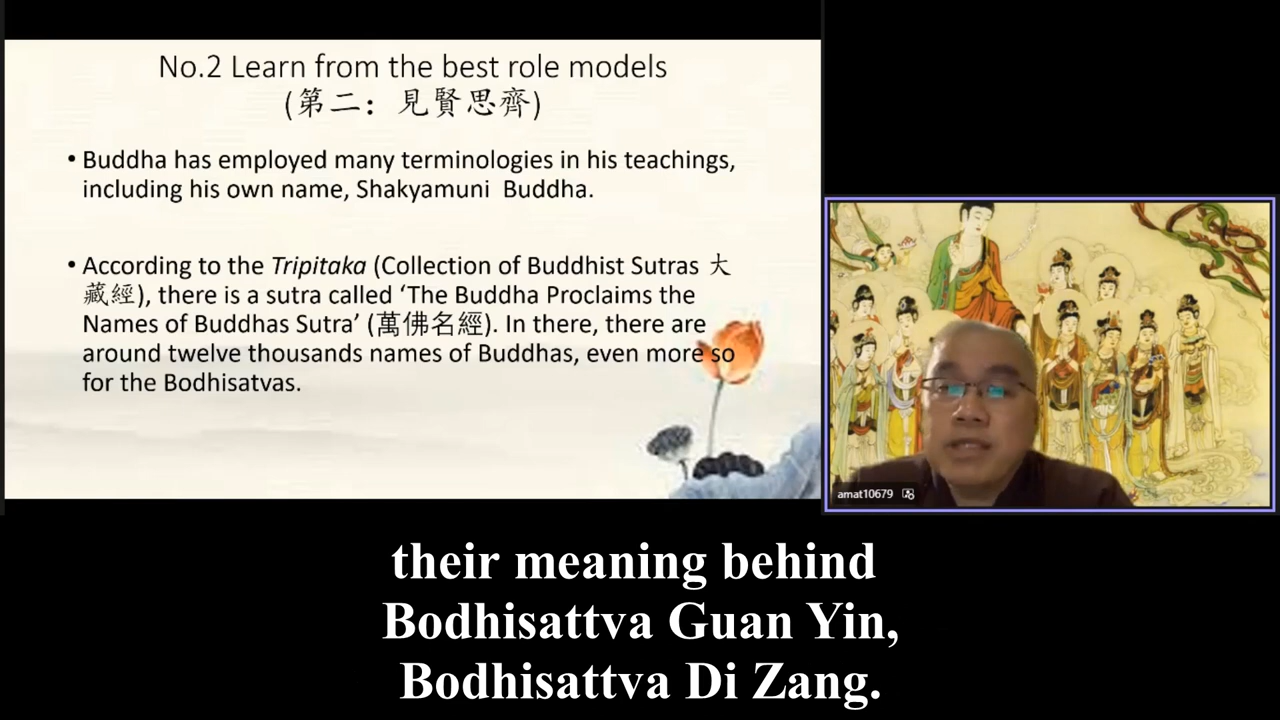 No.2 Learn from the best role models
(第二：見賢思齊)
• Buddha has employed many terminologies in his teachings,
including his own name, Shakyamuni Buddha.
• According to the Tripitaka (Collection of Buddhist Sutras 大
藏經), there is a sutra called ‘The Buddha Proclaims the
Names of Buddhas Sutra’ (萬佛名經). In there, there are
around twelve thousands names of Buddhas, even more so
for the Bodhisatvas.
amat10679
their meaning behind
Bodhisattva Guan Yin,
Bodhisattva Di Zang.